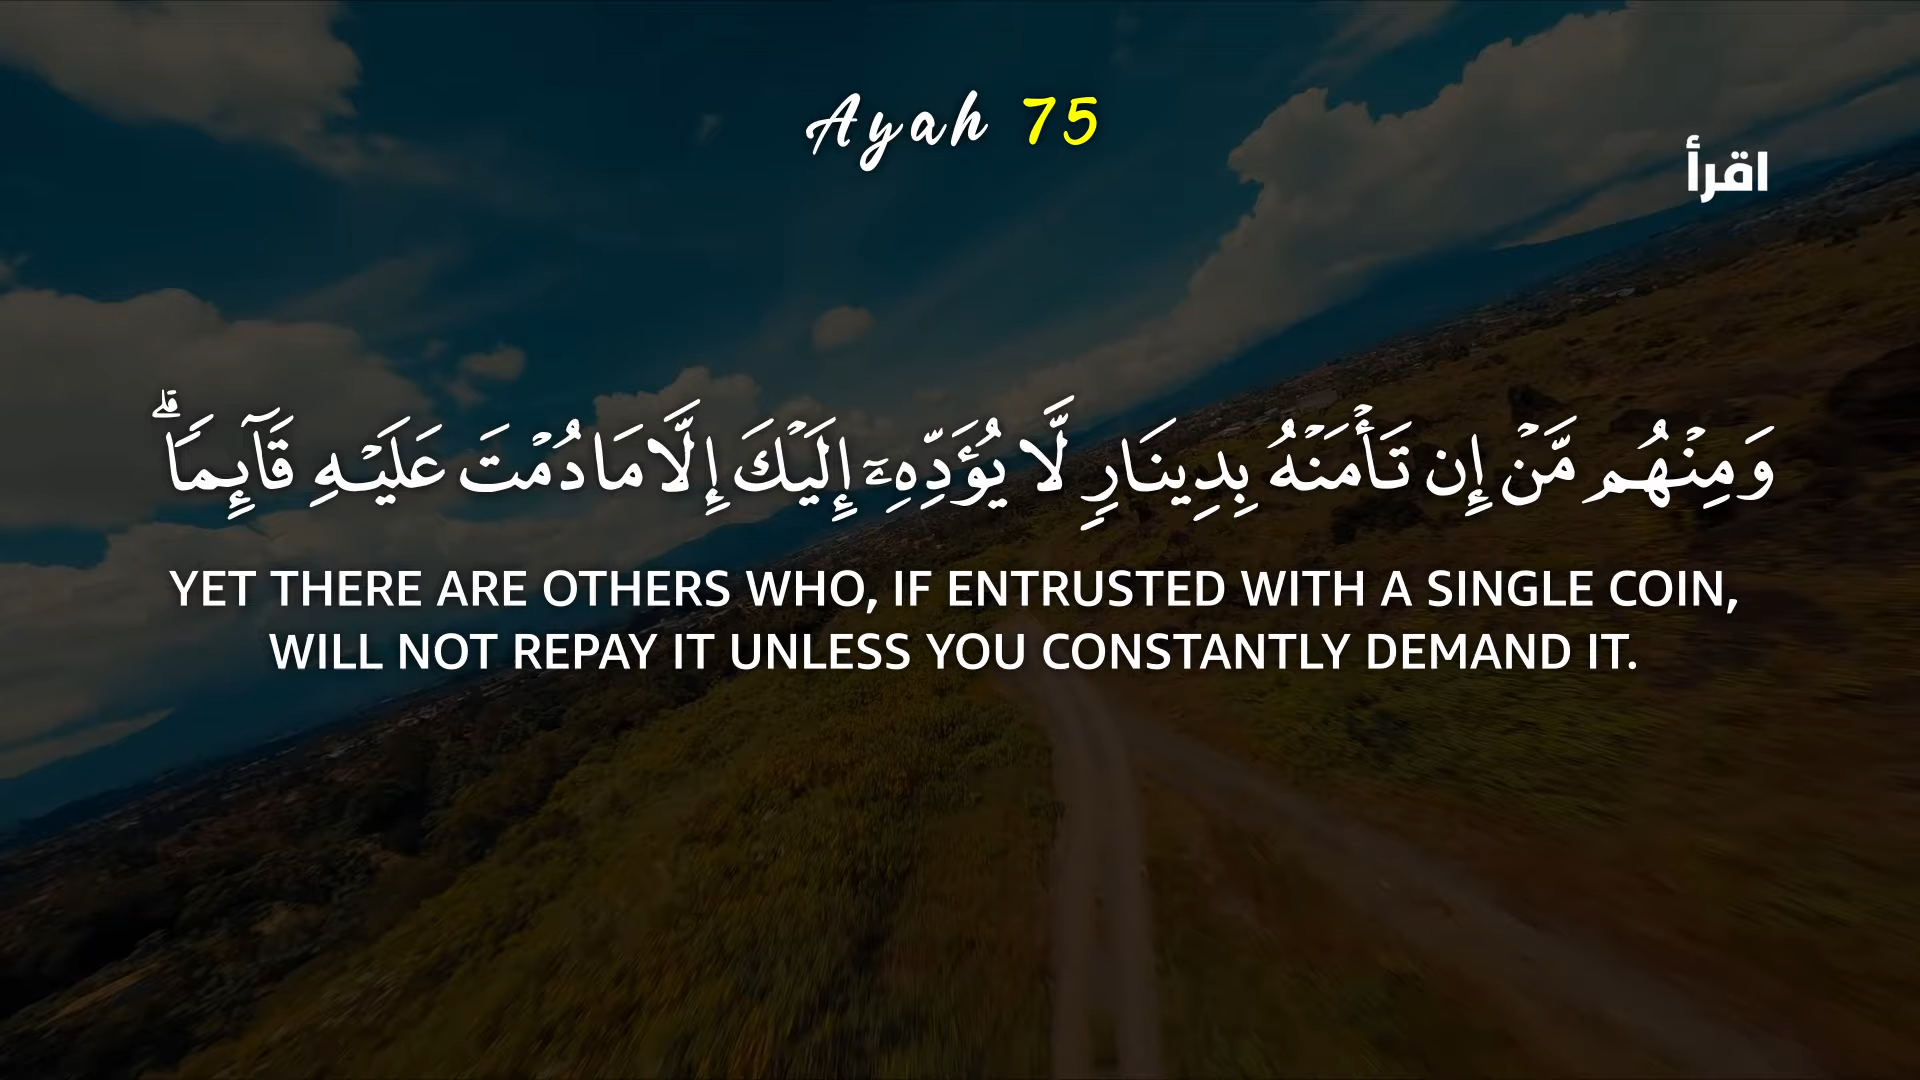 Ayah 75
اقرأ
وَمِنْهُم مَّنْ إِن تَأْمَنْهُ بِدِينَارٍ لَّا يُؤَدِّهِۦٓ إِلَيْكَ إِلَّا مَا دُمْتَ عَلَيْهِ قَآئِمًا ۗ
YET THERE ARE OTHERS WHO, IF ENTRUSTED WITH A SINGLE COIN,
WILL NOT REPAY IT UNLESS YOU CONSTANTLY DEMAND IT.